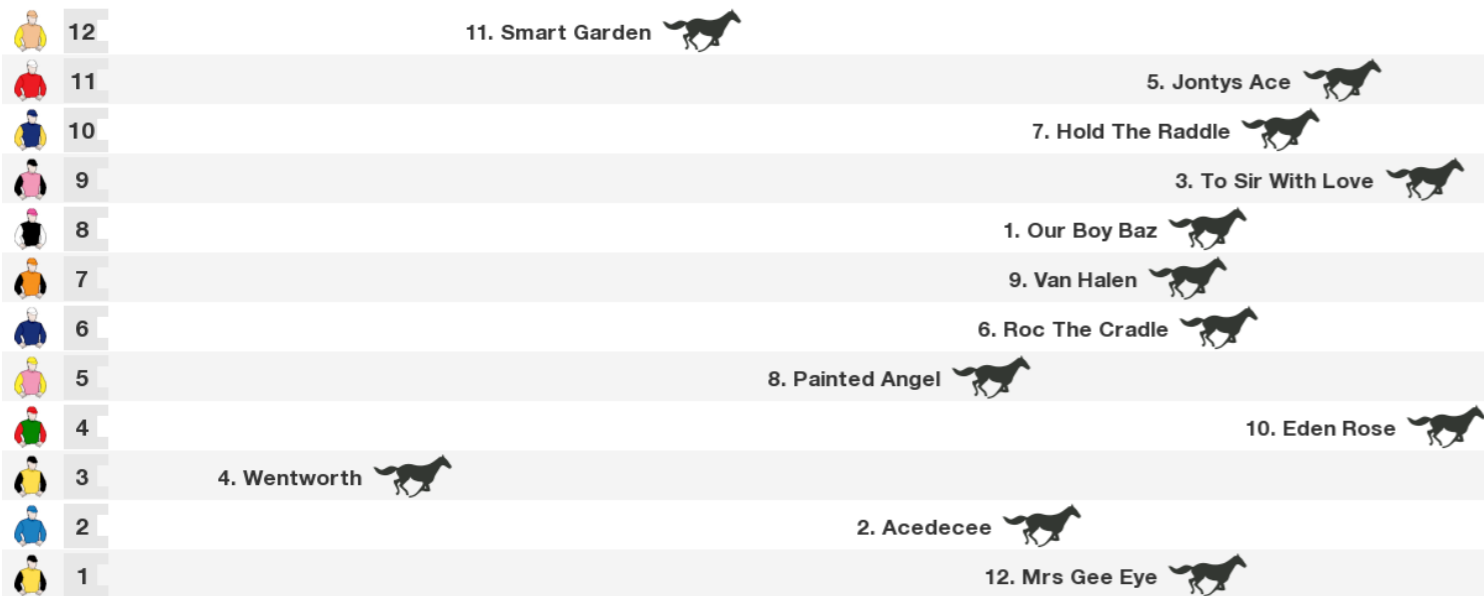 12 11. Smart Garden
11 5. Jontys Ace
10 7. Hold The Raddle
9 3. To Sir With Love
8 1. Our Boy Baz
7 9. Van Halen
6 6. Roc The Cradle
5 8. Painted Angel
4 10. Eden Rose
3 4. Wentworth
2 2. Acedecee
1 12. Mrs Gee Eye